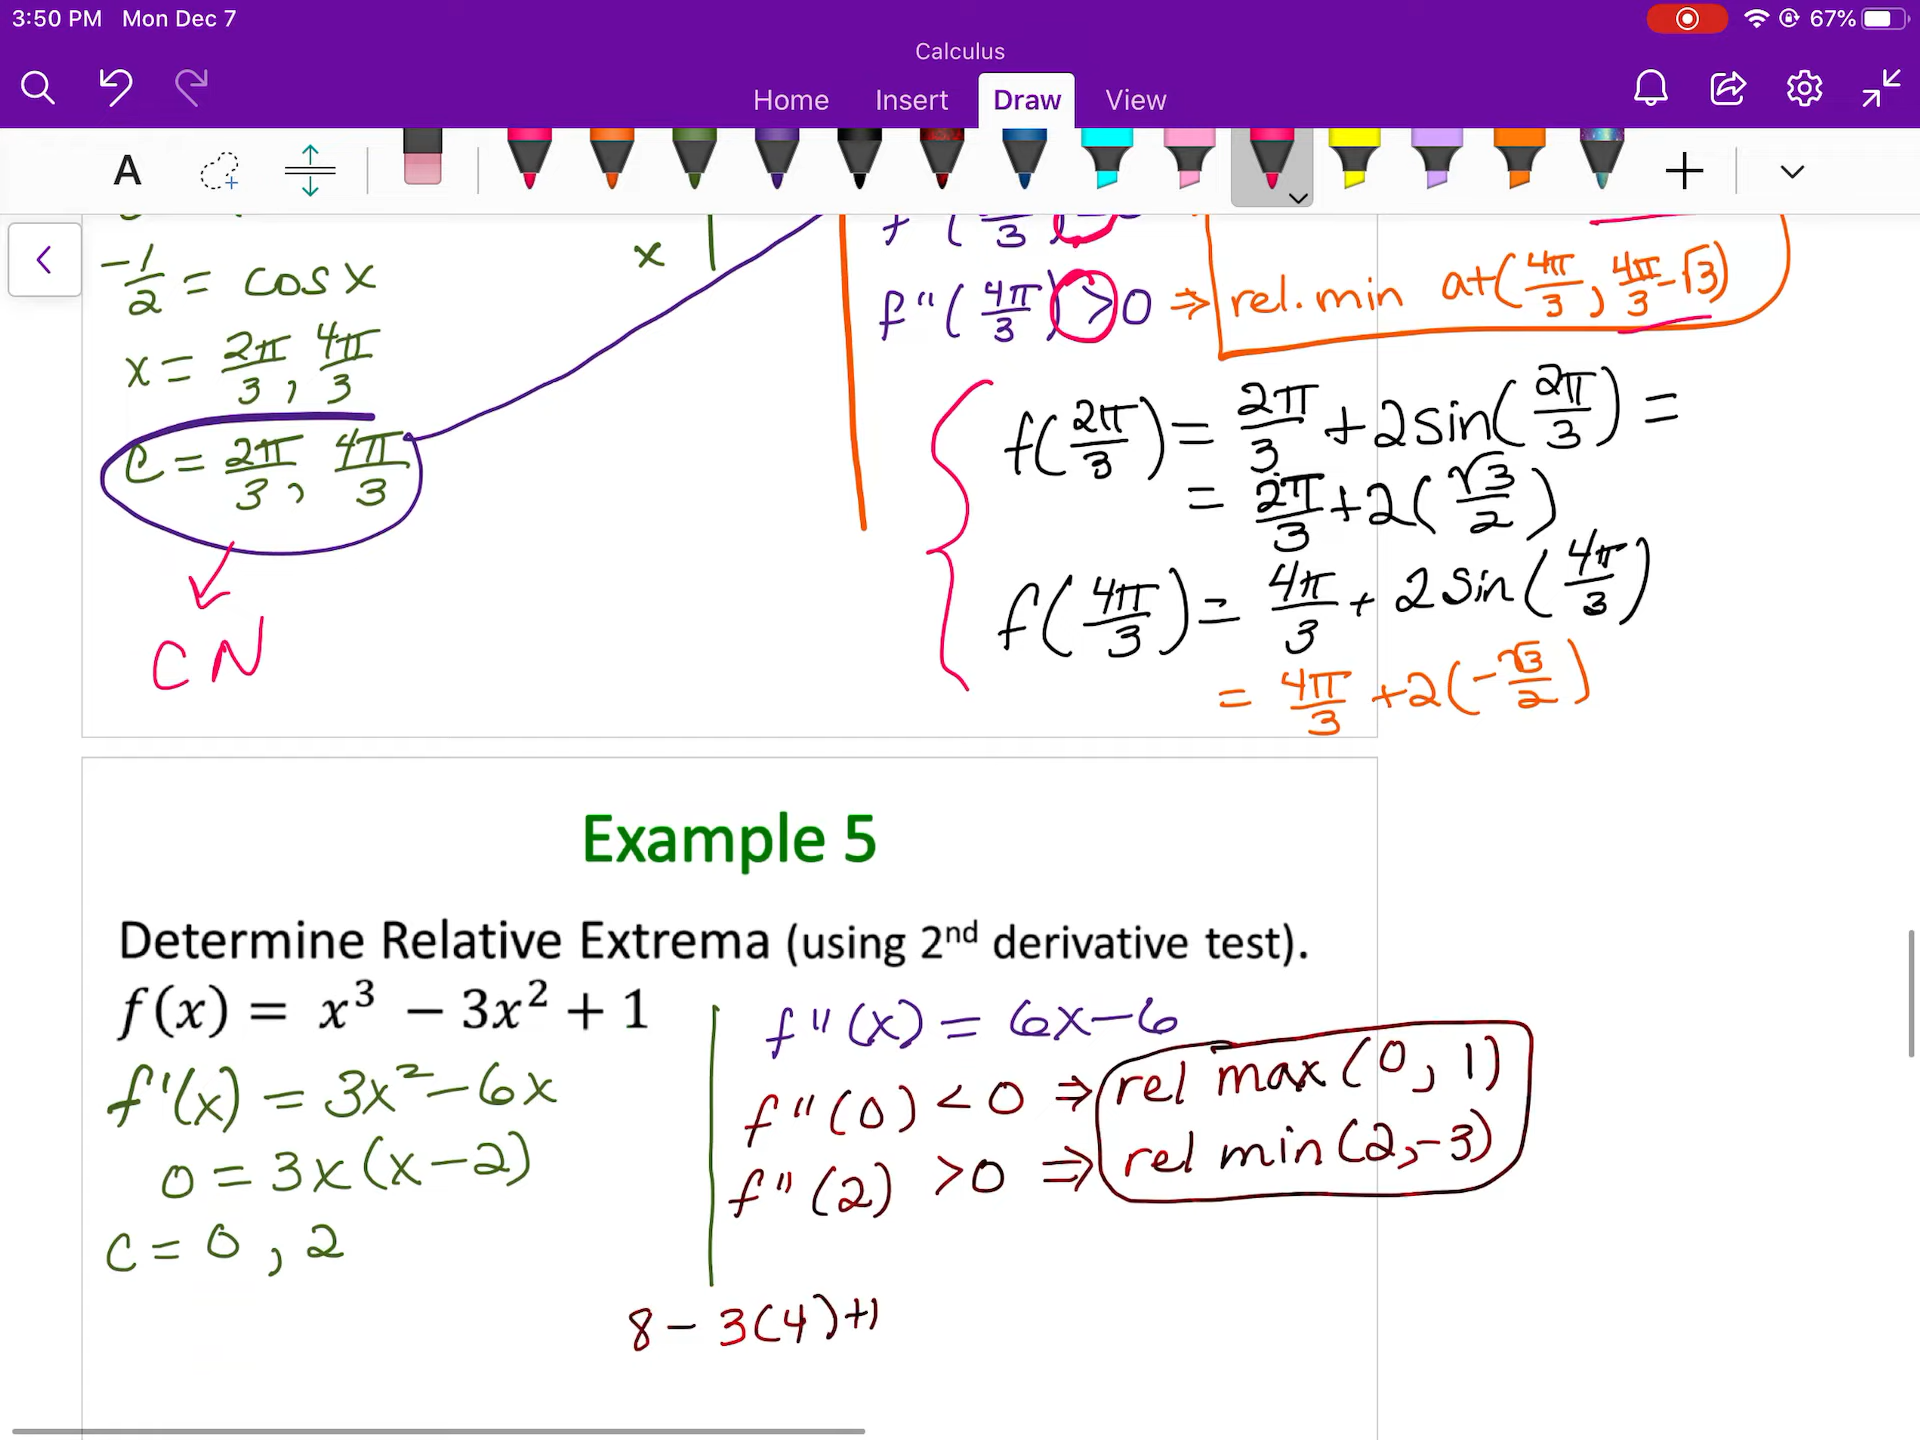 3:50 PM Mon Dec 7
67%
Calculus
Home Insert Draw View
A
-1/2 = cos x
x = 2π/3, 4π/3
c = 2π/3, 4π/3
CN
x
f''(4π/3) > 0 ⇒ rel. min at (4π/3, 4π/3 - √3)
f(2π/3) = 2π/3 + 2sin(2π/3) =
= 2π/3 + 2(√3/2)
f(4π/3) = 4π/3 + 2sin(4π/3)
= 4π/3 + 2(-√3/2)
Example 5
Determine Relative Extrema (using 2nd derivative test).
f(x) = x³ − 3x² + 1
f'(x) = 3x² - 6x
0 = 3x(x-2)
c = 0, 2
f''(x) = 6x-6
f''(0) < 0 ⇒ rel max (0, 1)
f''(2) > 0 ⇒ rel min (2, -3)
8 - 3(4)+1